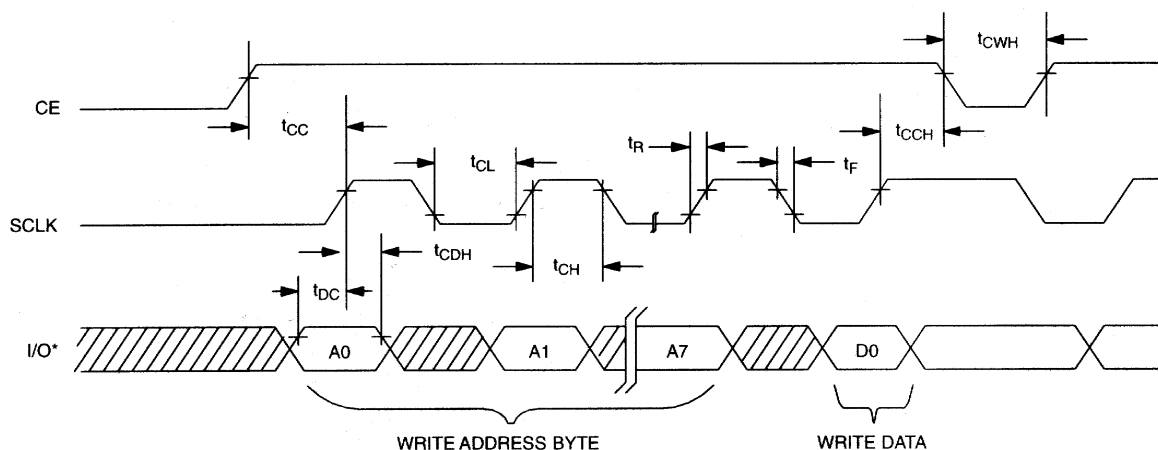 tCWH
CE
tCC
tCCH
tR
tF
tCL
SCLK
tCDH
tCH
tDC
I/O*
A0
A1
A7
D0
WRITE ADDRESS BYTE
WRITE DATA